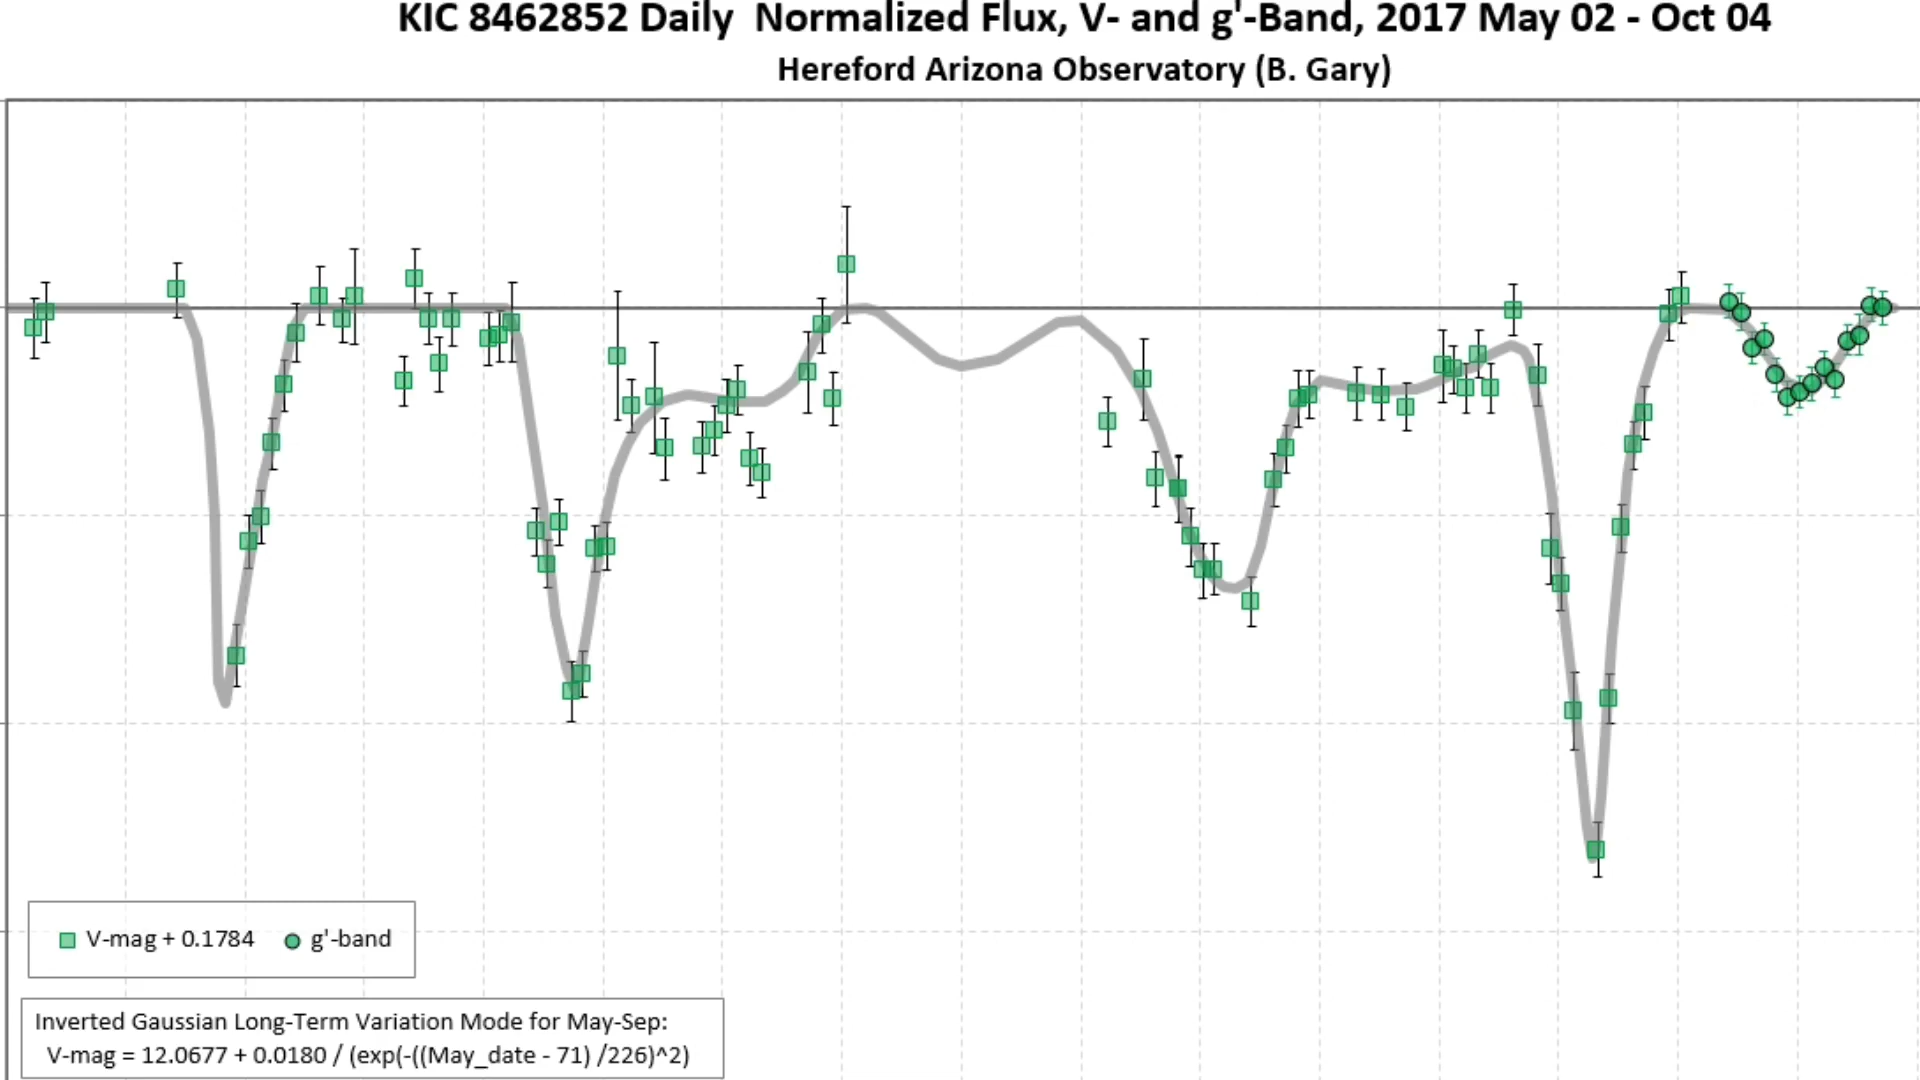 KIC 8462852 Daily  Normalized Flux, V- and g'-Band, 2017 May 02 - Oct 04
Hereford Arizona Observatory (B. Gary)
V-mag + 0.1784   g'-band
Inverted Gaussian Long-Term Variation Mode for May-Sep:
V-mag = 12.0677 + 0.0180 / (exp(-((May_date - 71) /226)^2)